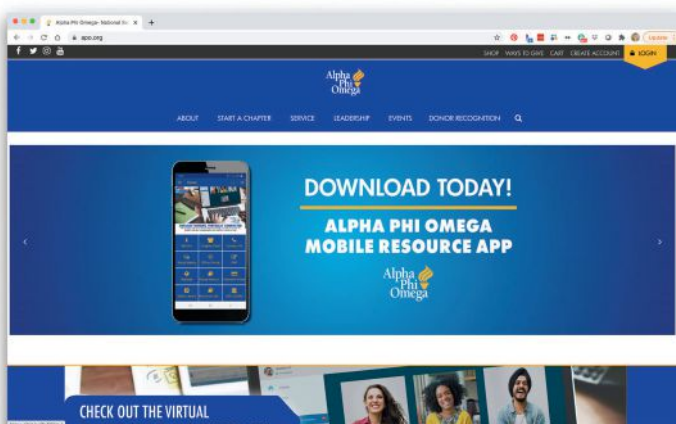 Alpha Phi Omega- National Ser
apo.org
Update
SHOP WAYS TO GIVE CART CREATE ACCOUNT LOGIN
Alpha
Phi
Omega
ABOUT START A CHAPTER SERVICE LEADERSHIP EVENTS DONOR RECOGNITION
DOWNLOAD TODAY!
ALPHA PHI OMEGA
MOBILE RESOURCE APP
Alpha
Phi
Omega
CHECK OUT THE VIRTUAL